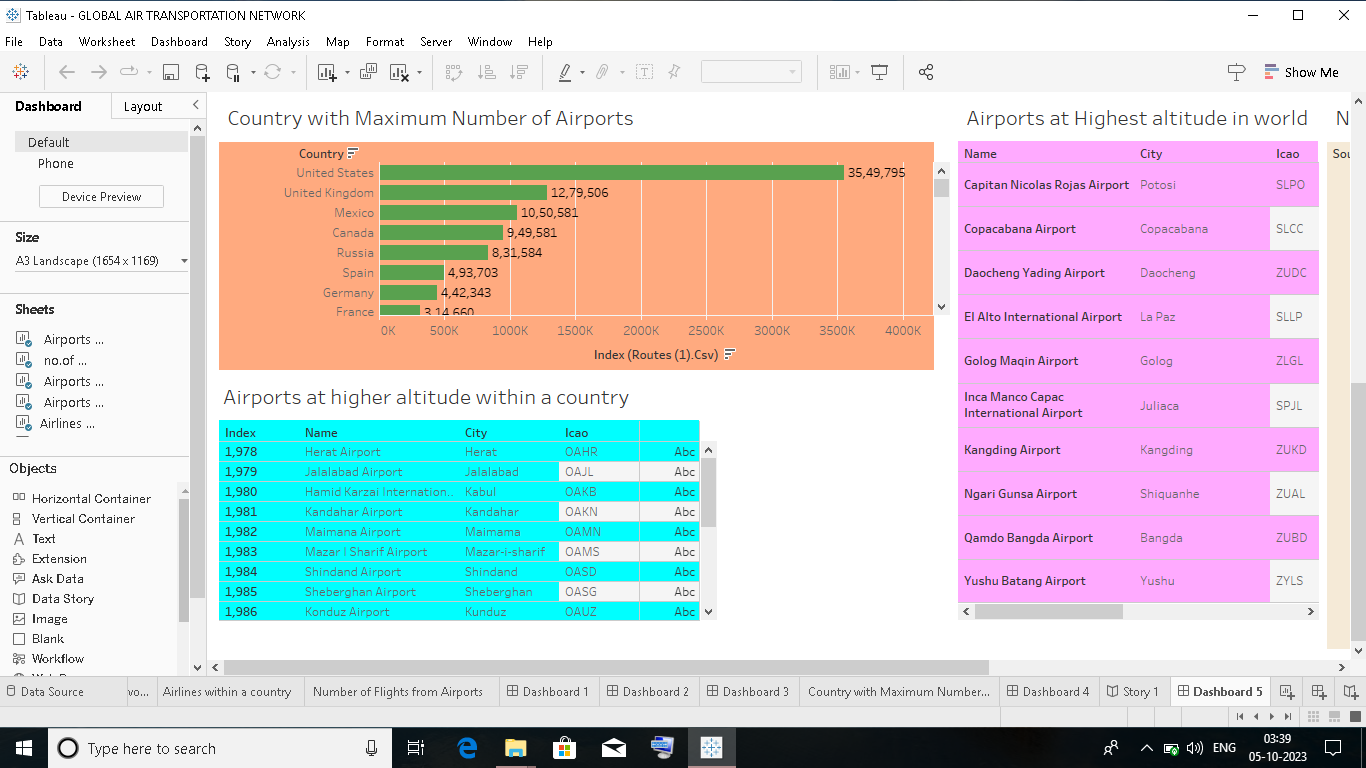 Tableau - GLOBAL AIR TRANSPORTATION NETWORK
File Data Worksheet Dashboard Story Analysis Map Format Server Window Help
Show Me
Dashboard Layout
Default
Phone
Device Preview
Size
A3 Landscape (1654 x 1169)
Sheets
Airports ...
no.of ...
Airports ...
Airports ...
Airlines ...
Objects
Horizontal Container
Vertical Container
Text
Extension
Ask Data
Data Story
Image
Blank
Workflow
Country with Maximum Number of Airports
Country
United States 35,49,795
United Kingdom 12,79,506
Mexico 10,50,581
Canada 9,49,581
Russia 8,31,584
Spain 4,93,703
Germany 4,42,343
France 3,14,660
0K 500K 1000K 1500K 2000K 2500K 3000K 3500K 4000K
Index (Routes (1).Csv)
Airports at higher altitude within a country
Index Name City Icao
1,978 Herat Airport Herat OAHR Abc
1,979 Jalalabad Airport Jalalabad OAJL Abc
1,980 Hamid Karzai Internation.. Kabul OAKB Abc
1,981 Kandahar Airport Kandahar OAKN Abc
1,982 Maimana Airport Maimama OAMN Abc
1,983 Mazar I Sharif Airport Mazar-i-sharif OAMS Abc
1,984 Shindand Airport Shindand OASD Abc
1,985 Sheberghan Airport Sheberghan OASG Abc
1,986 Konduz Airport Kunduz OAUZ Abc
Airports at Highest altitude in world
Name City Icao
Capitan Nicolas Rojas Airport Potosi SLPO
Copacabana Airport Copacabana SLCC
Daocheng Yading Airport Daocheng ZUDC
El Alto International Airport La Paz SLLP
Golog Maqin Airport Golog ZLGL
Inca Manco Capac
International Airport Juliaca SPJL
Kangding Airport Kangding ZUKD
Ngari Gunsa Airport Shiquanhe ZUAL
Qamdo Bangda Airport Bangda ZUBD
Yushu Batang Airport Yushu ZYLS
N
Sou
Data Source vo... Airlines within a country Number of Flights from Airports Dashboard 1 Dashboard 2 Dashboard 3 Country with Maximum Number... Dashboard 4 Story 1 Dashboard 5
Type here to search
ENG
03:39
05-10-2023